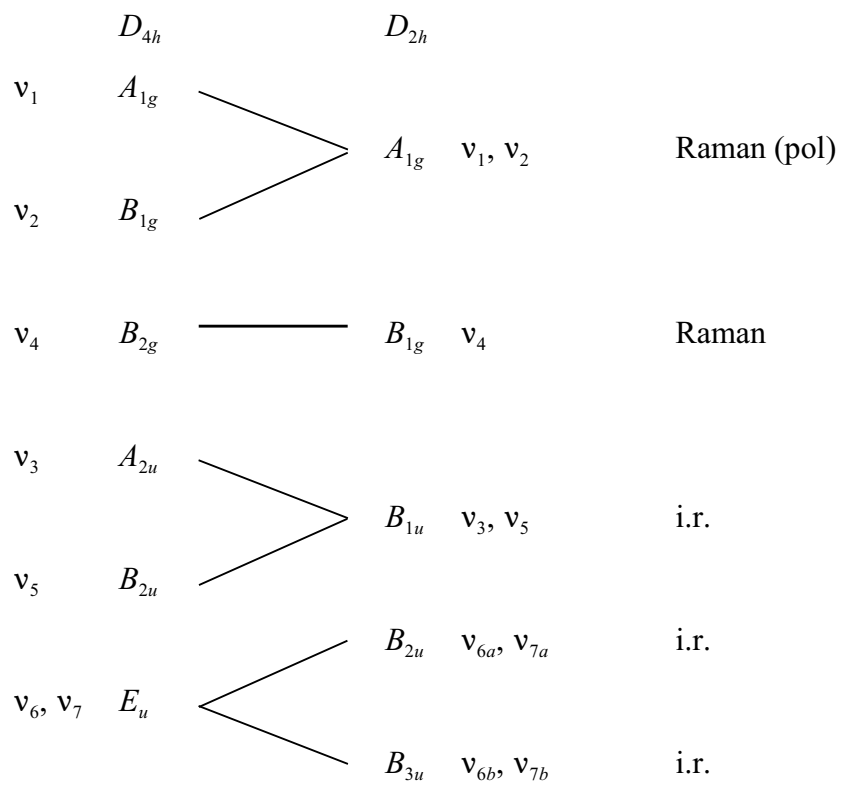 D4h D2h
ν1 A1g
A1g ν1, ν2 Raman (pol)
ν2 B1g
ν4 B2g B1g ν4 Raman
ν3 A2u
B1u ν3, ν5 i.r.
ν5 B2u
B2u ν6a, ν7a i.r.
ν6, ν7 Eu
B3u ν6b, ν7b i.r.